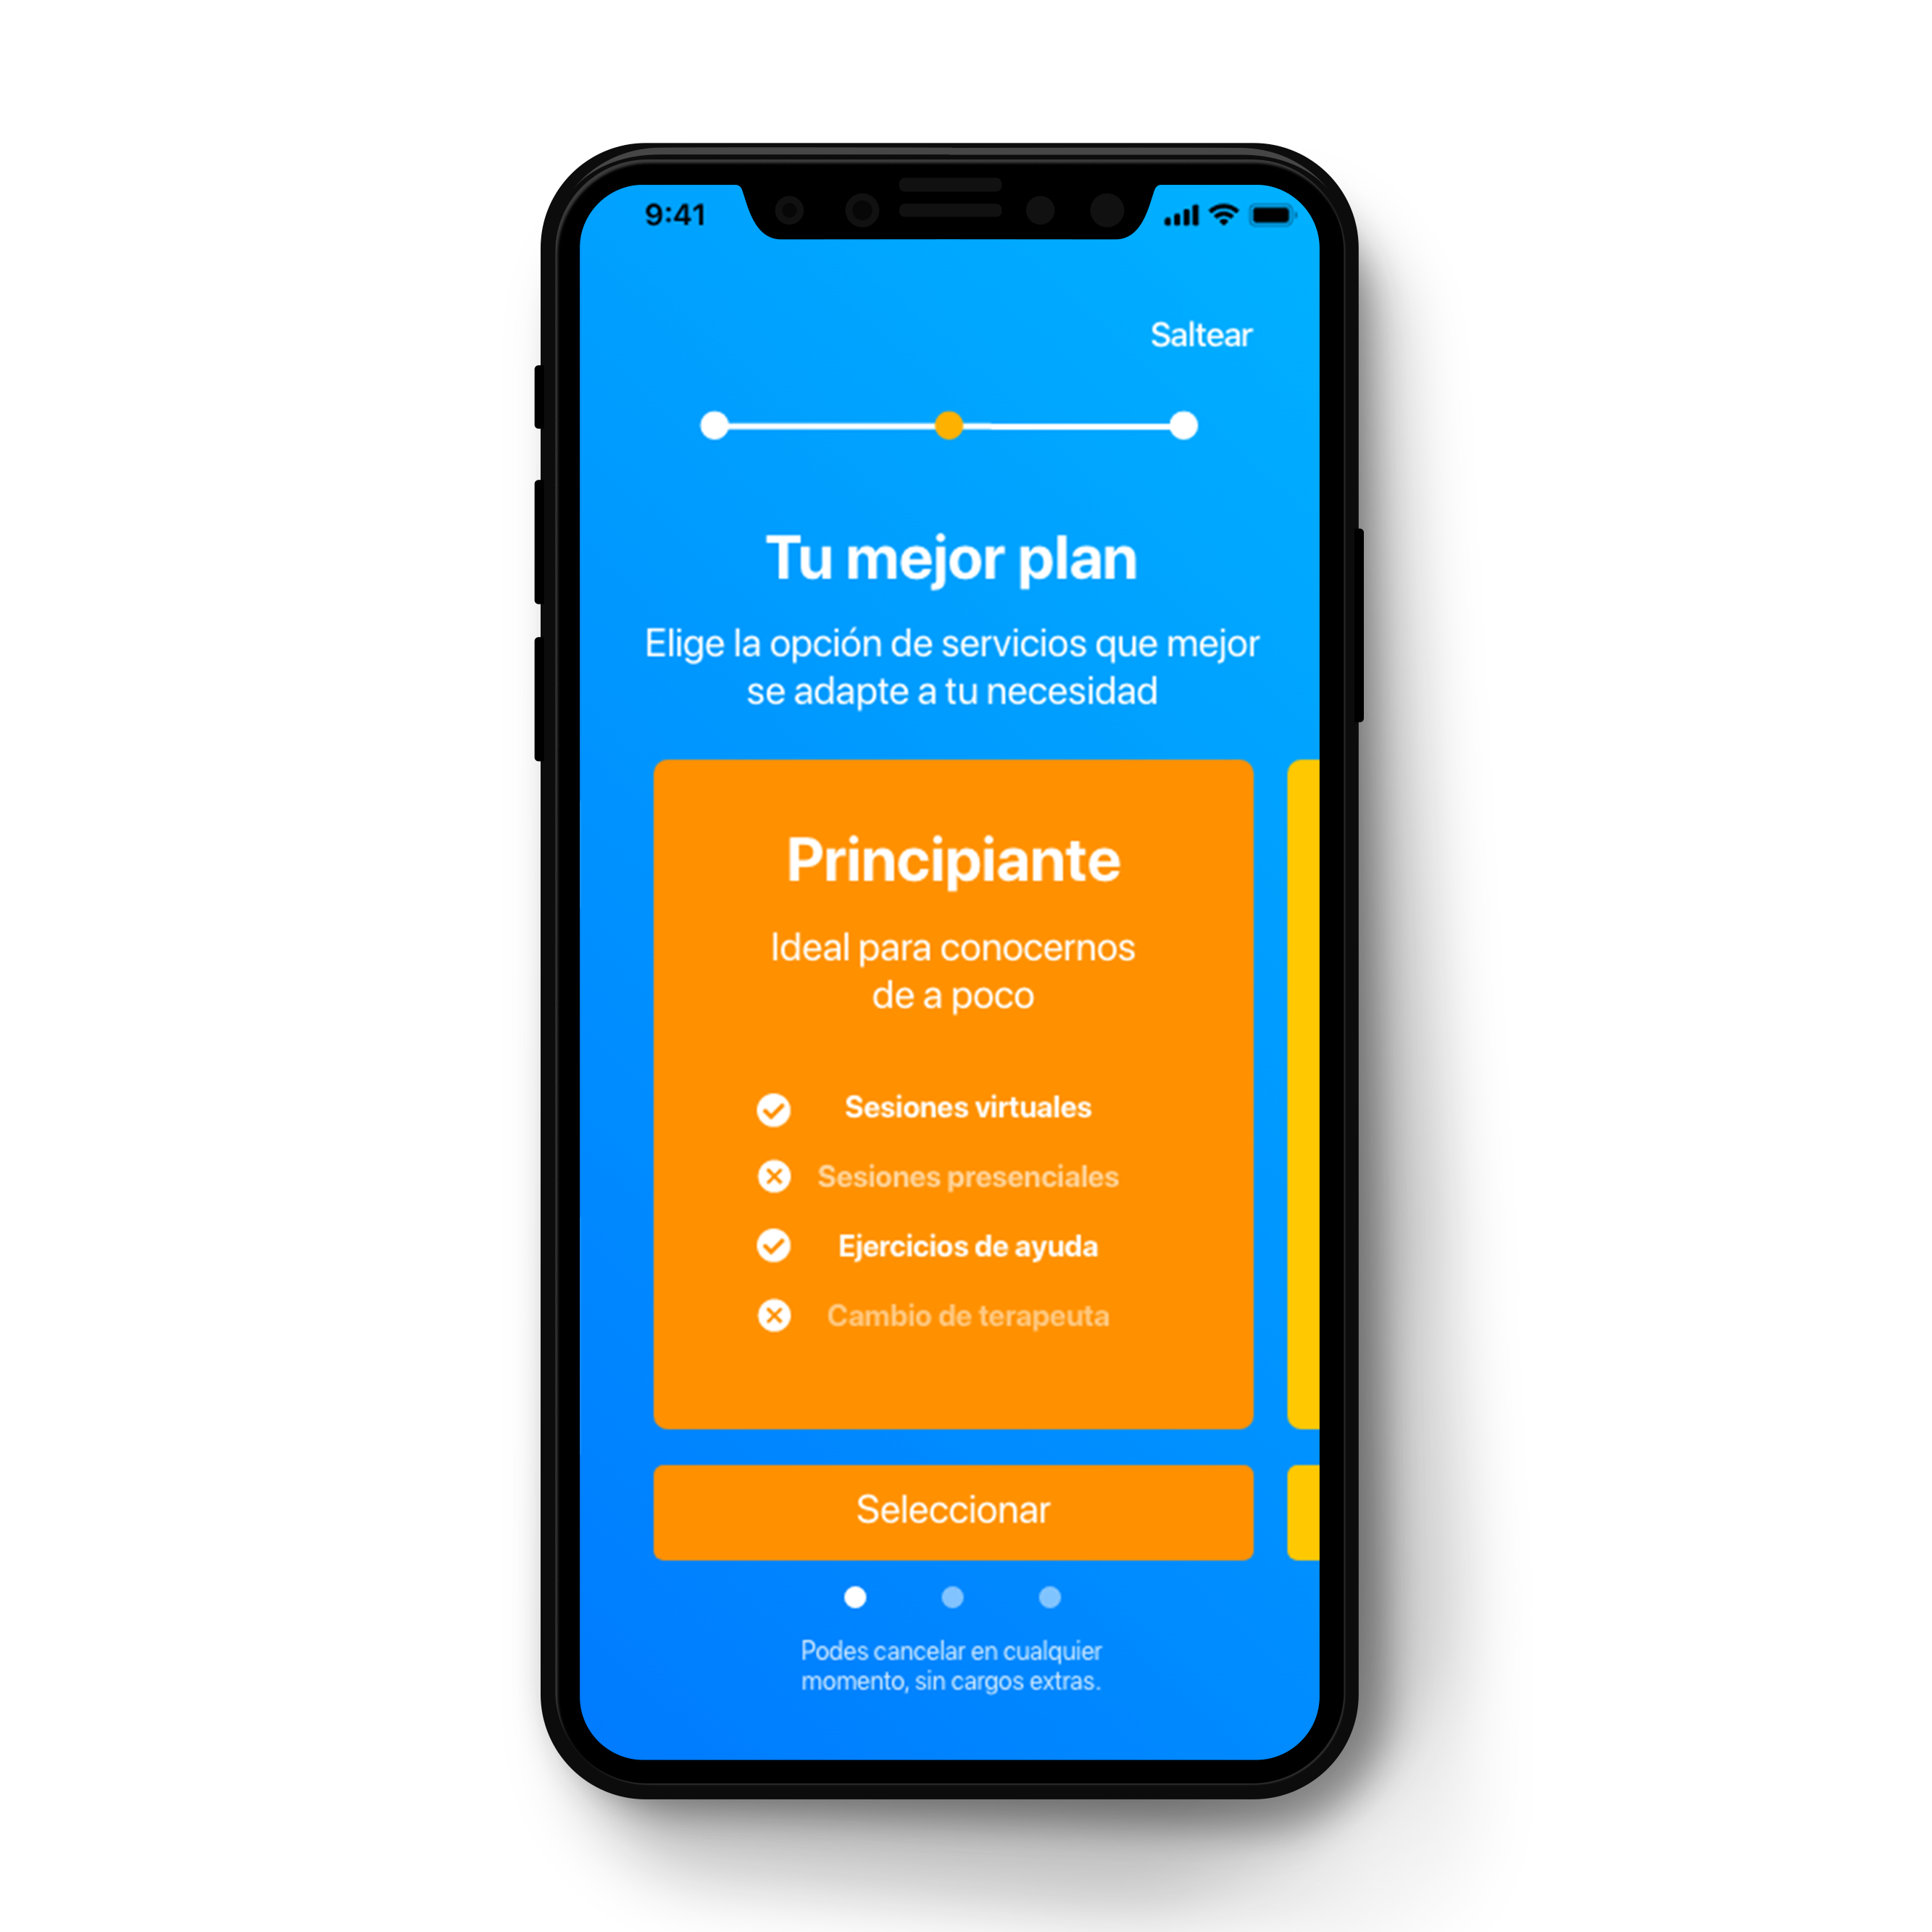 9:41
Saltear
Tu mejor plan
Elige la opción de servicios que mejor
se adapte a tu necesidad
Principiante
Ideal para conocernos
de a poco
Sesiones virtuales
Sesiones presenciales
Ejercicios de ayuda
Cambio de terapeuta
Seleccionar
Podes cancelar en cualquier
momento, sin cargos extras.